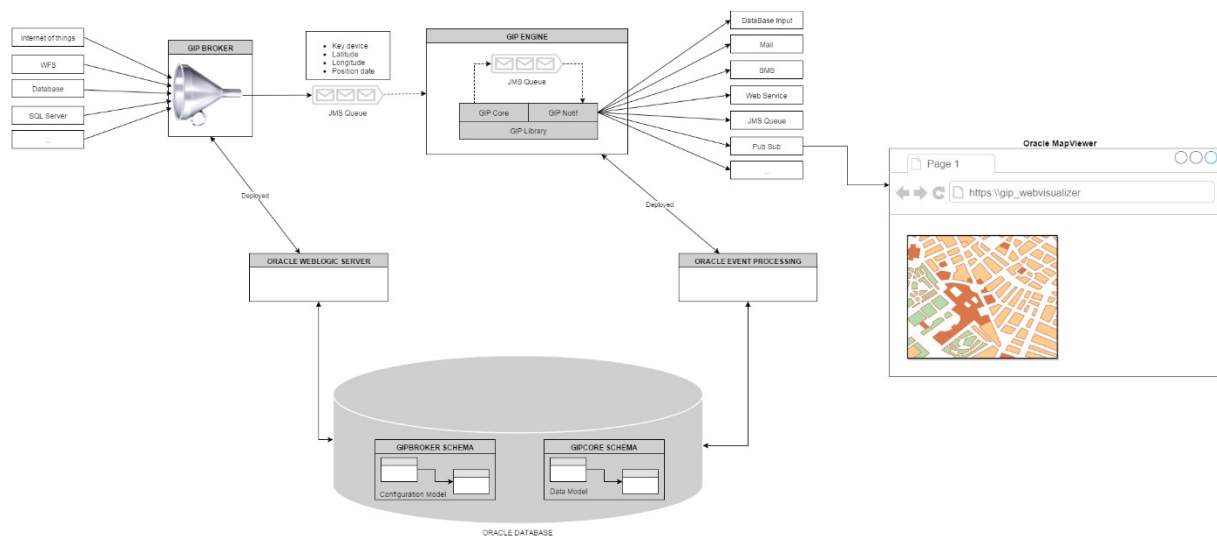 Internet of things
WFS
Database
SQL Server
...
GIP BROKER
Key device
Latitude
Longitude
Position date
JMS Queue
GIP ENGINE
JMS Queue
GIP Core
GIP Notif
GIP Library
DataBase Input
Mail
SMS
Web Service
JMS Queue
Pub Sub
...
Oracle MapViewer
Page 1
https:\\gip_webvisualizer
Deployed
Deployed
ORACLE WEBLOGIC SERVER
ORACLE EVENT PROCESSING
GIPBROKER SCHEMA
Configuration Model
GIPCORE SCHEMA
Data Model
ORACLE DATABASE